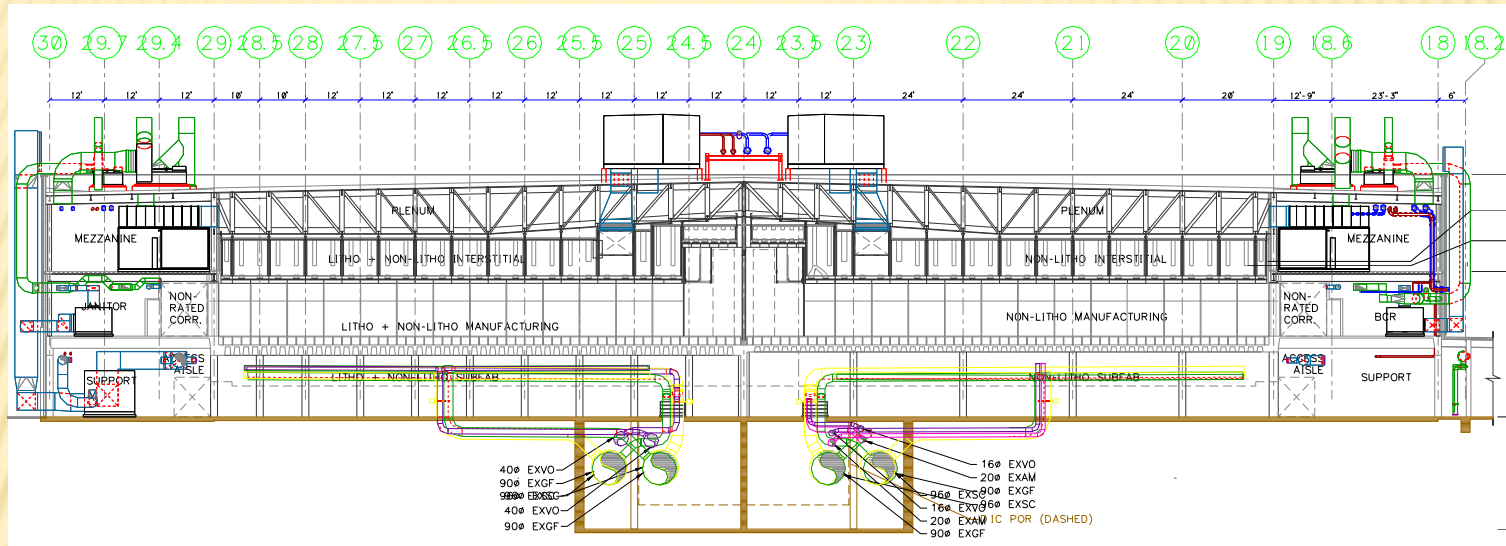 30 29.7 29.4 29 28.5 28 27.5 27 26.5 26 25.5 25 24.5 24 23.5 23 22 21 20 19 18.6 18 18.2
12' 12' 12' 10' 10' 12' 12' 12' 12' 12' 12' 12' 12' 12' 12' 24' 24' 24' 20' 12'-9" 23'-3" 6'
PLENUM PLENUM
MEZZANINE MEZZANINE
LITHO + NON-LITHO INTERSTITIAL NON-LITHO INTERSTITIAL
JANITOR
NON-
RATED
CORR.
NON-
RATED
CORR.
BCR
LITHO + NON-LITHO MANUFACTURING NON-LITHO MANUFACTURING
ACCESS
AISLE
ACCESS
AISLE
SUPPORT SUPPORT
LITHO + NON-LITHO SUBFAB NON-LITHO SUBFAB
40ø EXVO
90ø EXGF
40ø EXVO
90ø EXGF
16ø EXVO
20ø EXAM
90ø EXGF
96ø EXSC
96ø EXSC
16ø EXVO
20ø EXAM
90ø EXGF
POR (DASHED)